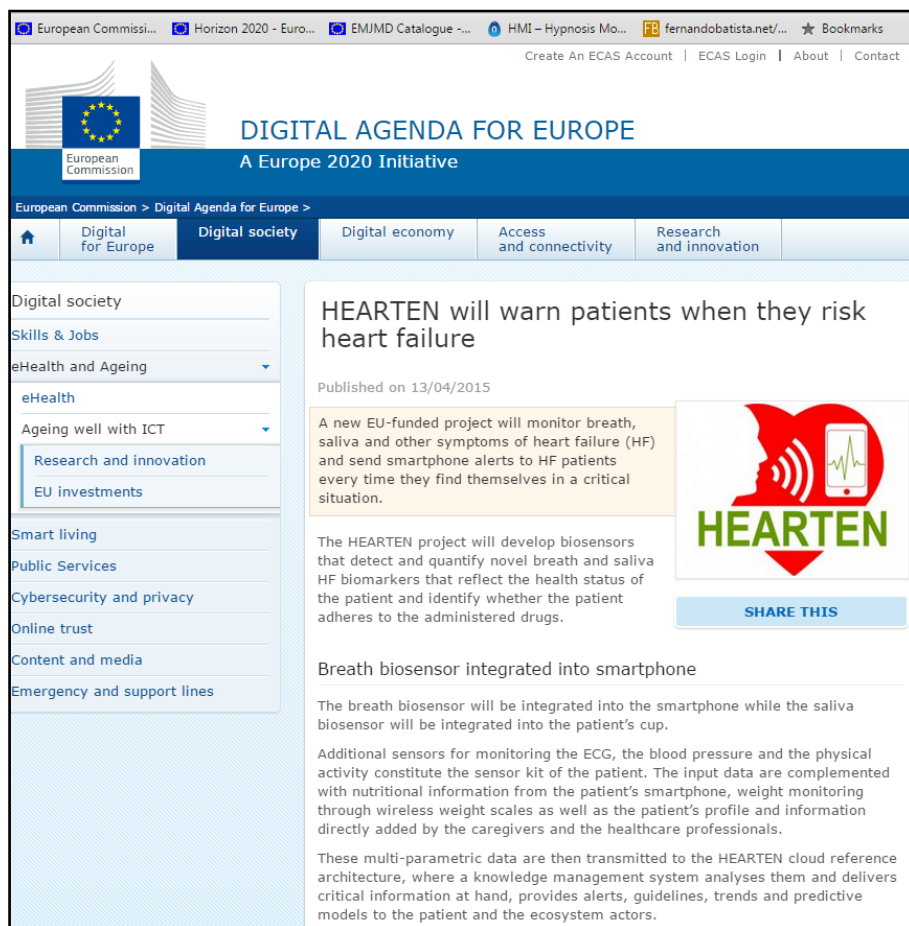 European Commissi... Horizon 2020 - Euro... EMJMD Catalogue -... HMI – Hypnosis Mo... FB fernandobatista.net/... Bookmarks
Create An ECAS Account | ECAS Login | About | Contact
European
Commission
DIGITAL AGENDA FOR EUROPE
A Europe 2020 Initiative
European Commission > Digital Agenda for Europe >
Digital
for Europe
Digital society
Digital economy
Access
and connectivity
Research
and innovation
Digital society
Skills & Jobs
eHealth and Ageing
eHealth
Ageing well with ICT
Research and innovation
EU investments
Smart living
Public Services
Cybersecurity and privacy
Online trust
Content and media
Emergency and support lines
HEARTEN will warn patients when they risk
heart failure
Published on 13/04/2015
A new EU-funded project will monitor breath,
saliva and other symptoms of heart failure (HF)
and send smartphone alerts to HF patients
every time they find themselves in a critical
situation.
HEARTEN
SHARE THIS
The HEARTEN project will develop biosensors
that detect and quantify novel breath and saliva
HF biomarkers that reflect the health status of
the patient and identify whether the patient
adheres to the administered drugs.
Breath biosensor integrated into smartphone
The breath biosensor will be integrated into the smartphone while the saliva
biosensor will be integrated into the patient's cup.
Additional sensors for monitoring the ECG, the blood pressure and the physical
activity constitute the sensor kit of the patient. The input data are complemented
with nutritional information from the patient's smartphone, weight monitoring
through wireless weight scales as well as the patient's profile and information
directly added by the caregivers and the healthcare professionals.
These multi-parametric data are then transmitted to the HEARTEN cloud reference
architecture, where a knowledge management system analyses them and delivers
critical information at hand, provides alerts, guidelines, trends and predictive
models to the patient and the ecosystem actors.